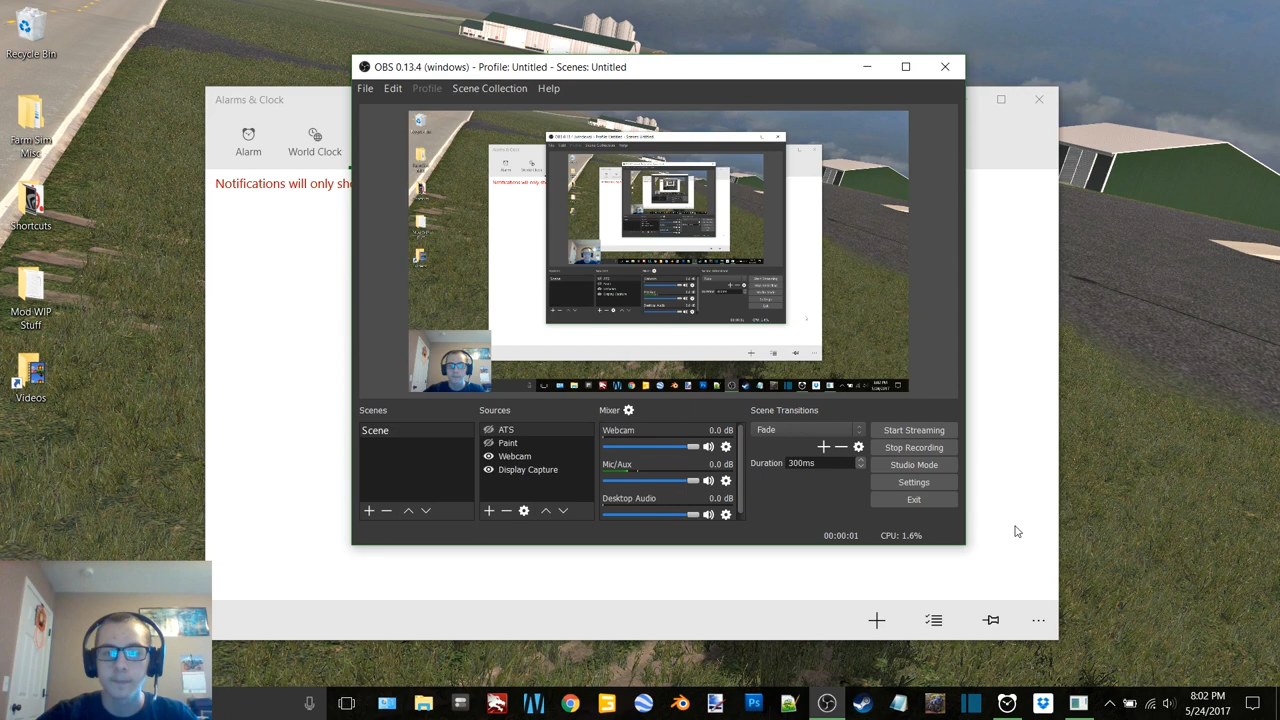 Recycle Bin
Farm Sim
Misc
Shortcuts
Mod-WIP
Stuff
Videos
Alarms & Clock
Alarm
World Clock
Notifications will only sho
OBS 0.13.4 (windows) - Profile: Untitled - Scenes: Untitled
File Edit Profile Scene Collection Help
Scenes
Scene
Sources
ATS
Paint
Webcam
Display Capture
Mixer
Webcam 0.0 dB
Mic/Aux 0.0 dB
Desktop Audio 0.0 dB
Scene Transitions
Fade
Duration 300ms
Start Streaming
Stop Recording
Studio Mode
Settings
Exit
00:00:01 CPU: 1.6%
8:02 PM
5/24/2017